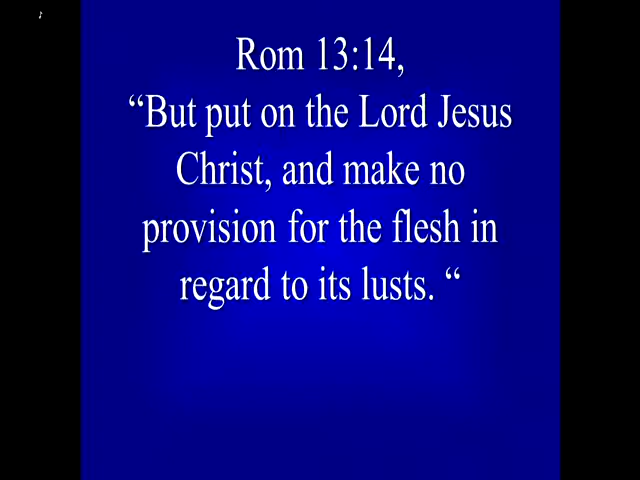 Rom 13:14,
“But put on the Lord Jesus
Christ, and make no
provision for the flesh in
regard to its lusts. “